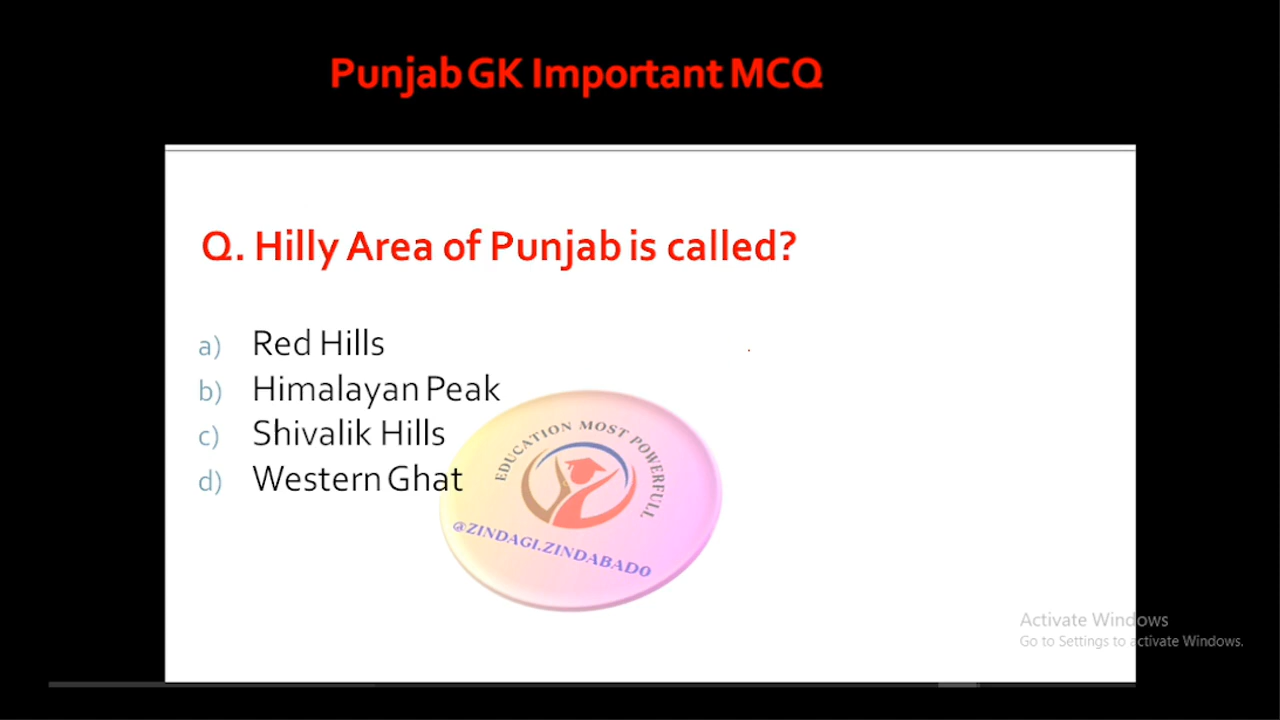 Punjab GK Important MCQ
Q. Hilly Area of Punjab is called?
a) Red Hills
b) Himalayan Peak
c) Shivalik Hills
d) Western Ghat
EDUCATION MOST POWERFULL
@ZINDAGI.ZINDABAD0
Activate Windows
Go to Settings to activate Windows.